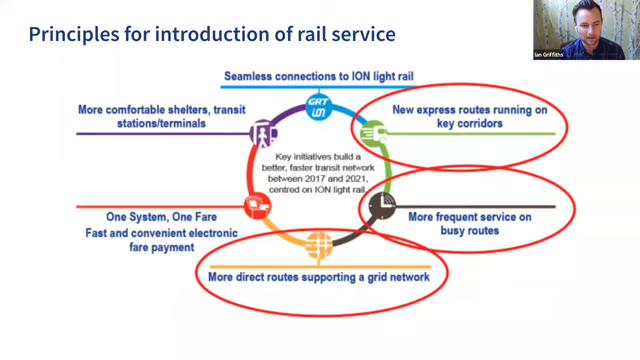 Principles for introduction of rail service
Ian Griffiths
Seamless connections to ION light rail
GRT
ion
More comfortable shelters, transit
stations/terminals
New express routes running on
key corridors
Key initiatives build a
better, faster transit network
between 2017 and 2021,
centred on ION light rail.
One System, One Fare
Fast and convenient electronic
fare payment
More frequent service on
busy routes
More direct routes supporting a grid network